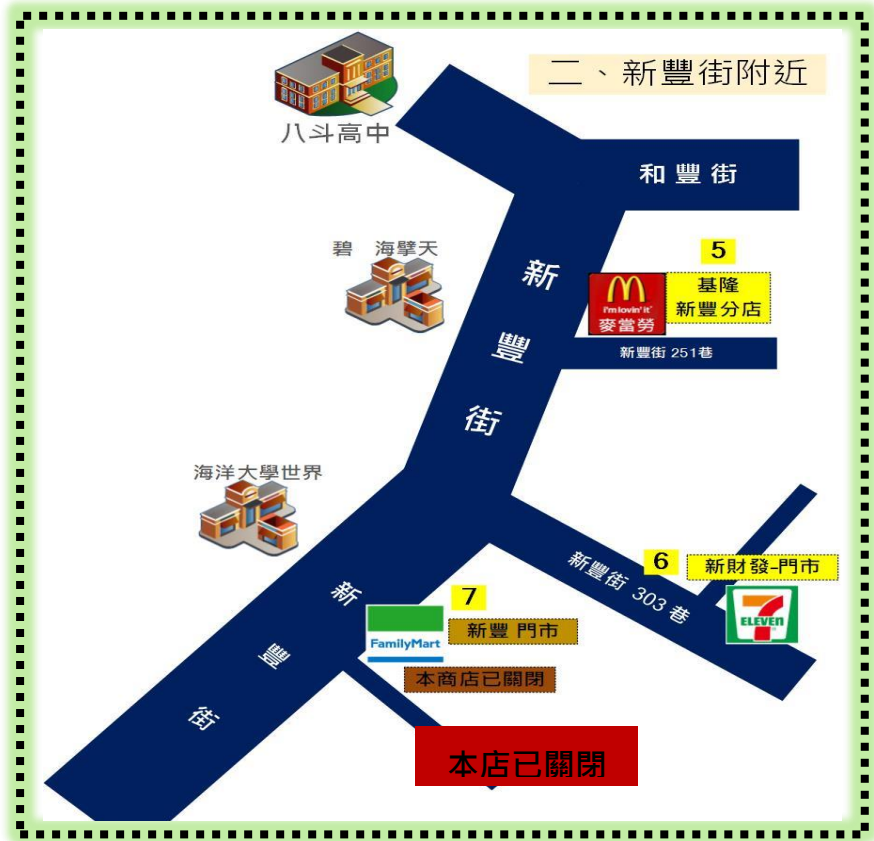 二、新豐街附近
八斗高中
和豐街
碧 海擘天
5
新豐街
i'm lovin' it
麥當勞
基隆
新豐分店
新豐街 251巷
海洋大學世界
新豐街 303 巷
6
新財發-門市
7
ELEVEN
新豐街
7
FamilyMart
新豐 門市
本商店已關閉
本店已關閉